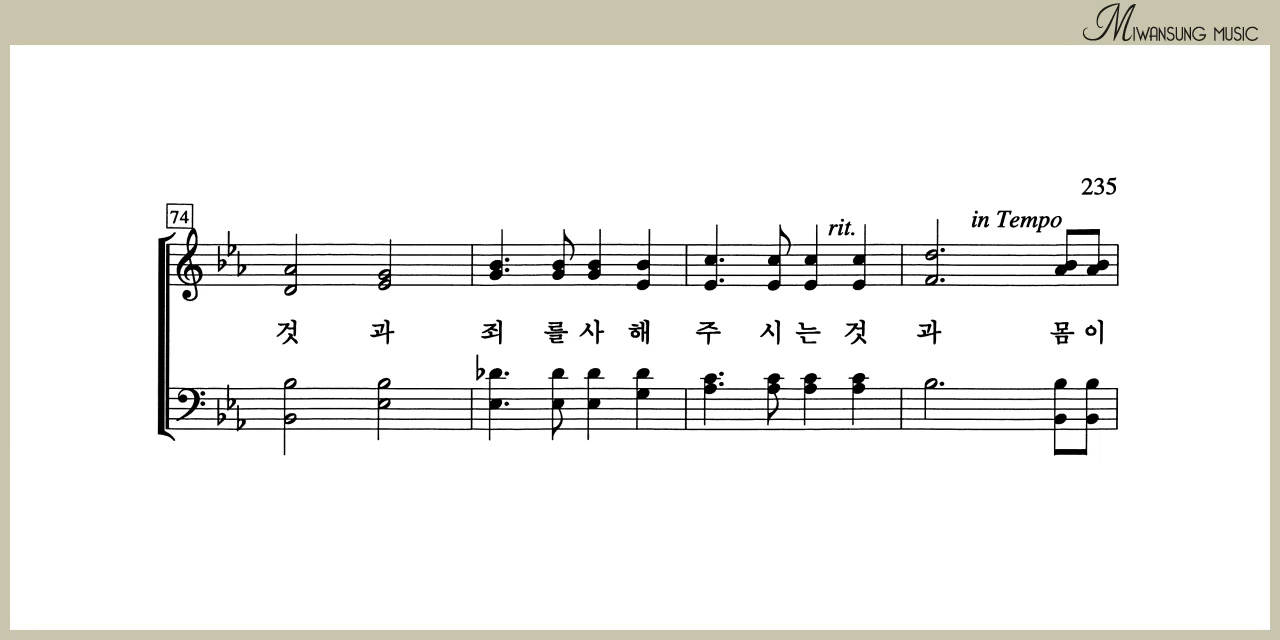 MIWANSUNG MUSIC
235
74
rit.
in Tempo
것 과 죄 를 사 해 주 시 는 것 과 몸 이